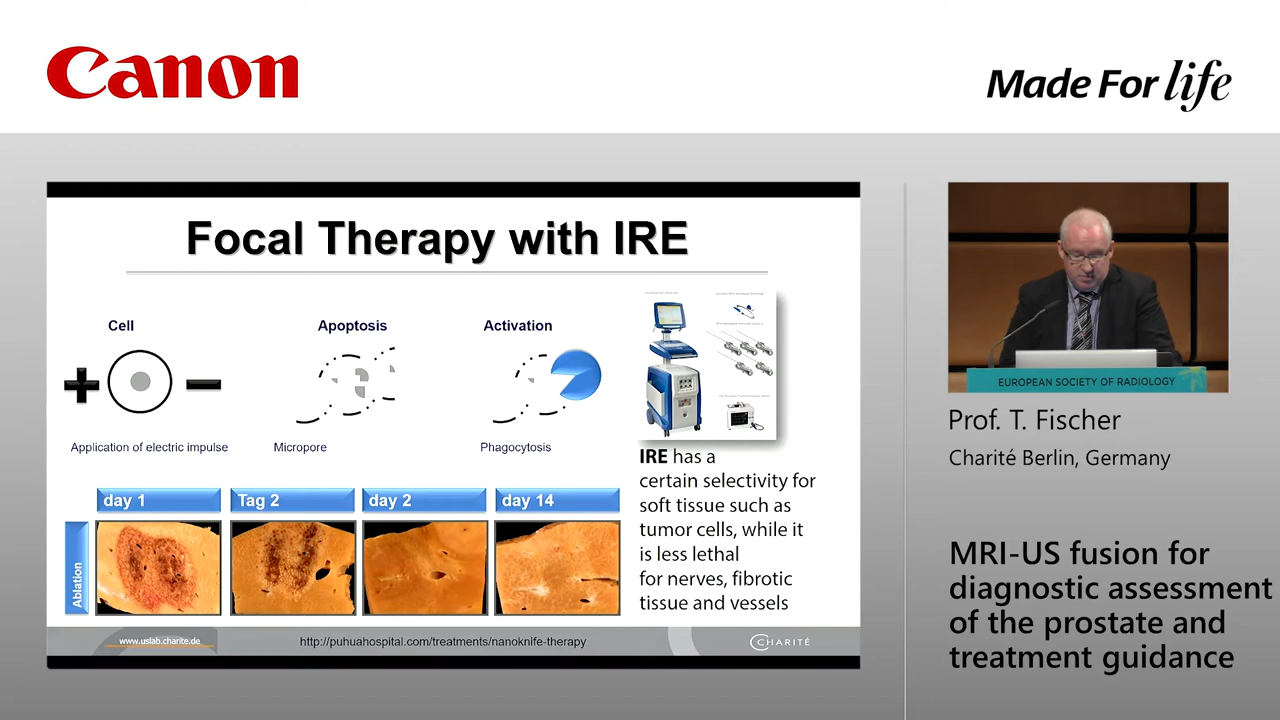 Canon
Made For life
Focal Therapy with IRE
Cell
Apoptosis
Activation
Application of electric impulse
Micropore
Phagocytosis
IRE has a
certain selectivity for
soft tissue such as
tumor cells, while it
is less lethal
for nerves, fibrotic
tissue and vessels
day 1
Tag 2
day 2
day 14
Ablation
www.uslab.charite.de
http://puhuahospital.com/treatments/nanoknife-therapy
CHARITÉ
EUROPEAN SOCIETY OF RADIOLOGY
Prof. T. Fischer
Charité Berlin, Germany
MRI-US fusion for
diagnostic assessment
of the prostate and
treatment guidance